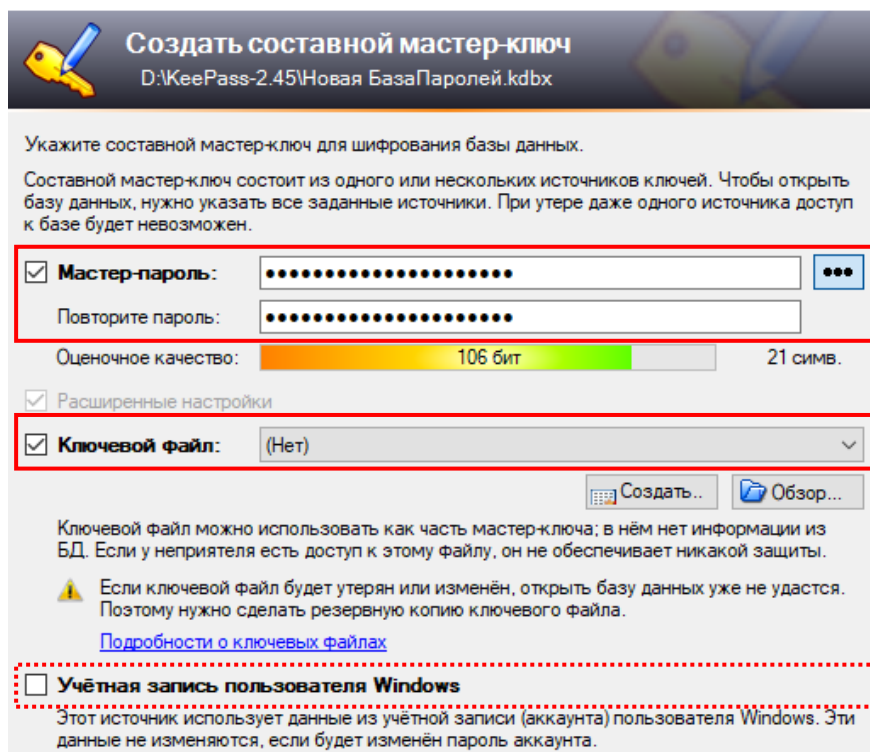 Создать составной мастер-ключ
D:\KeePass-2.45\Новая БазаПаролей.kdbx
Укажите составной мастер-ключ для шифрования базы данных.
Составной мастер-ключ состоит из одного или нескольких источников ключей. Чтобы открыть
базу данных, нужно указать все заданные источники. При утере даже одного источника доступ
к базе будет невозможен.
Мастер-пароль: ●●●●●●●●●●●●●●●●●●●●● ●●●
Повторите пароль: ●●●●●●●●●●●●●●●●●●●●●
Оценочное качество: 106 бит 21 симв.
Расширенные настройки
Ключевой файл: (Нет)
Создать.. Обзор...
Ключевой файл можно использовать как часть мастер-ключа; в нём нет информации из
БД. Если у неприятеля есть доступ к этому файлу, он не обеспечивает никакой защиты.
Если ключевой файл будет утерян или изменён, открыть базу данных уже не удастся.
Поэтому нужно сделать резервную копию ключевого файла.
Подробности о ключевых файлах
Учётная запись пользователя Windows
Этот источник использует данные из учётной записи (аккаунта) пользователя Windows. Эти
данные не изменяются, если будет изменён пароль аккаунта.